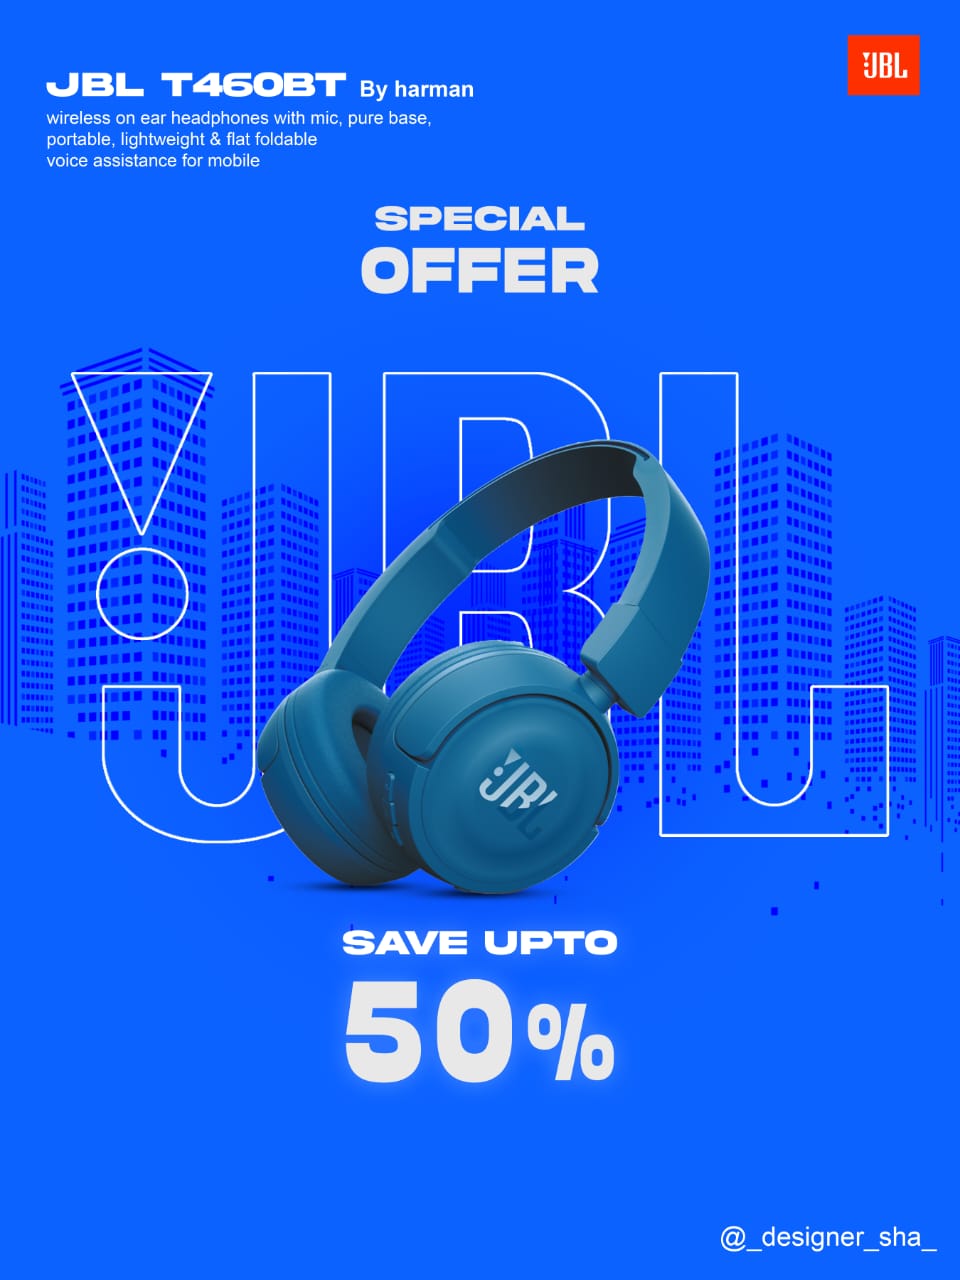 JBL T460BT By harman
wireless on ear headphones with mic, pure base,
portable, lightweight & flat foldable
voice assistance for mobile
JBL
SPECIAL
OFFER
JBL
JBL
SAVE UPTO
50%
@_designer_sha_